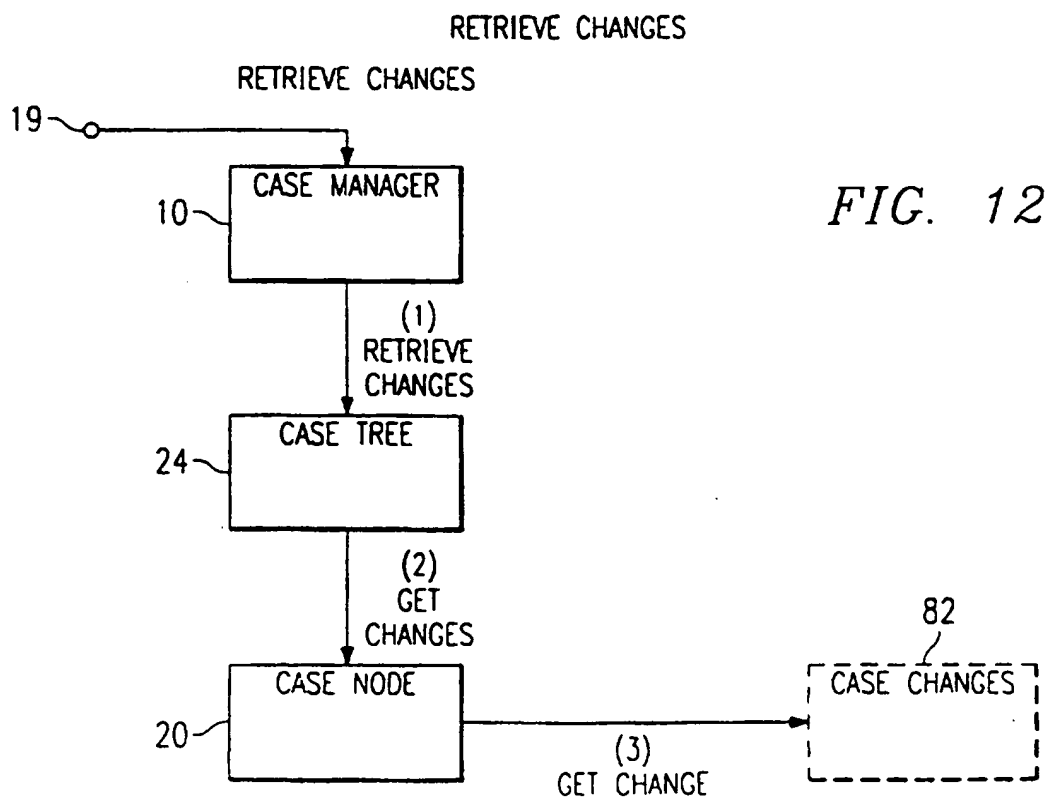 RETRIEVE CHANGES
RETRIEVE CHANGES
19
CASE MANAGER
10
FIG. 12
(1)
RETRIEVE
CHANGES
CASE TREE
24
(2)
GET
CHANGES
82
CASE NODE
CASE CHANGES
20
(3)
GET CHANGE